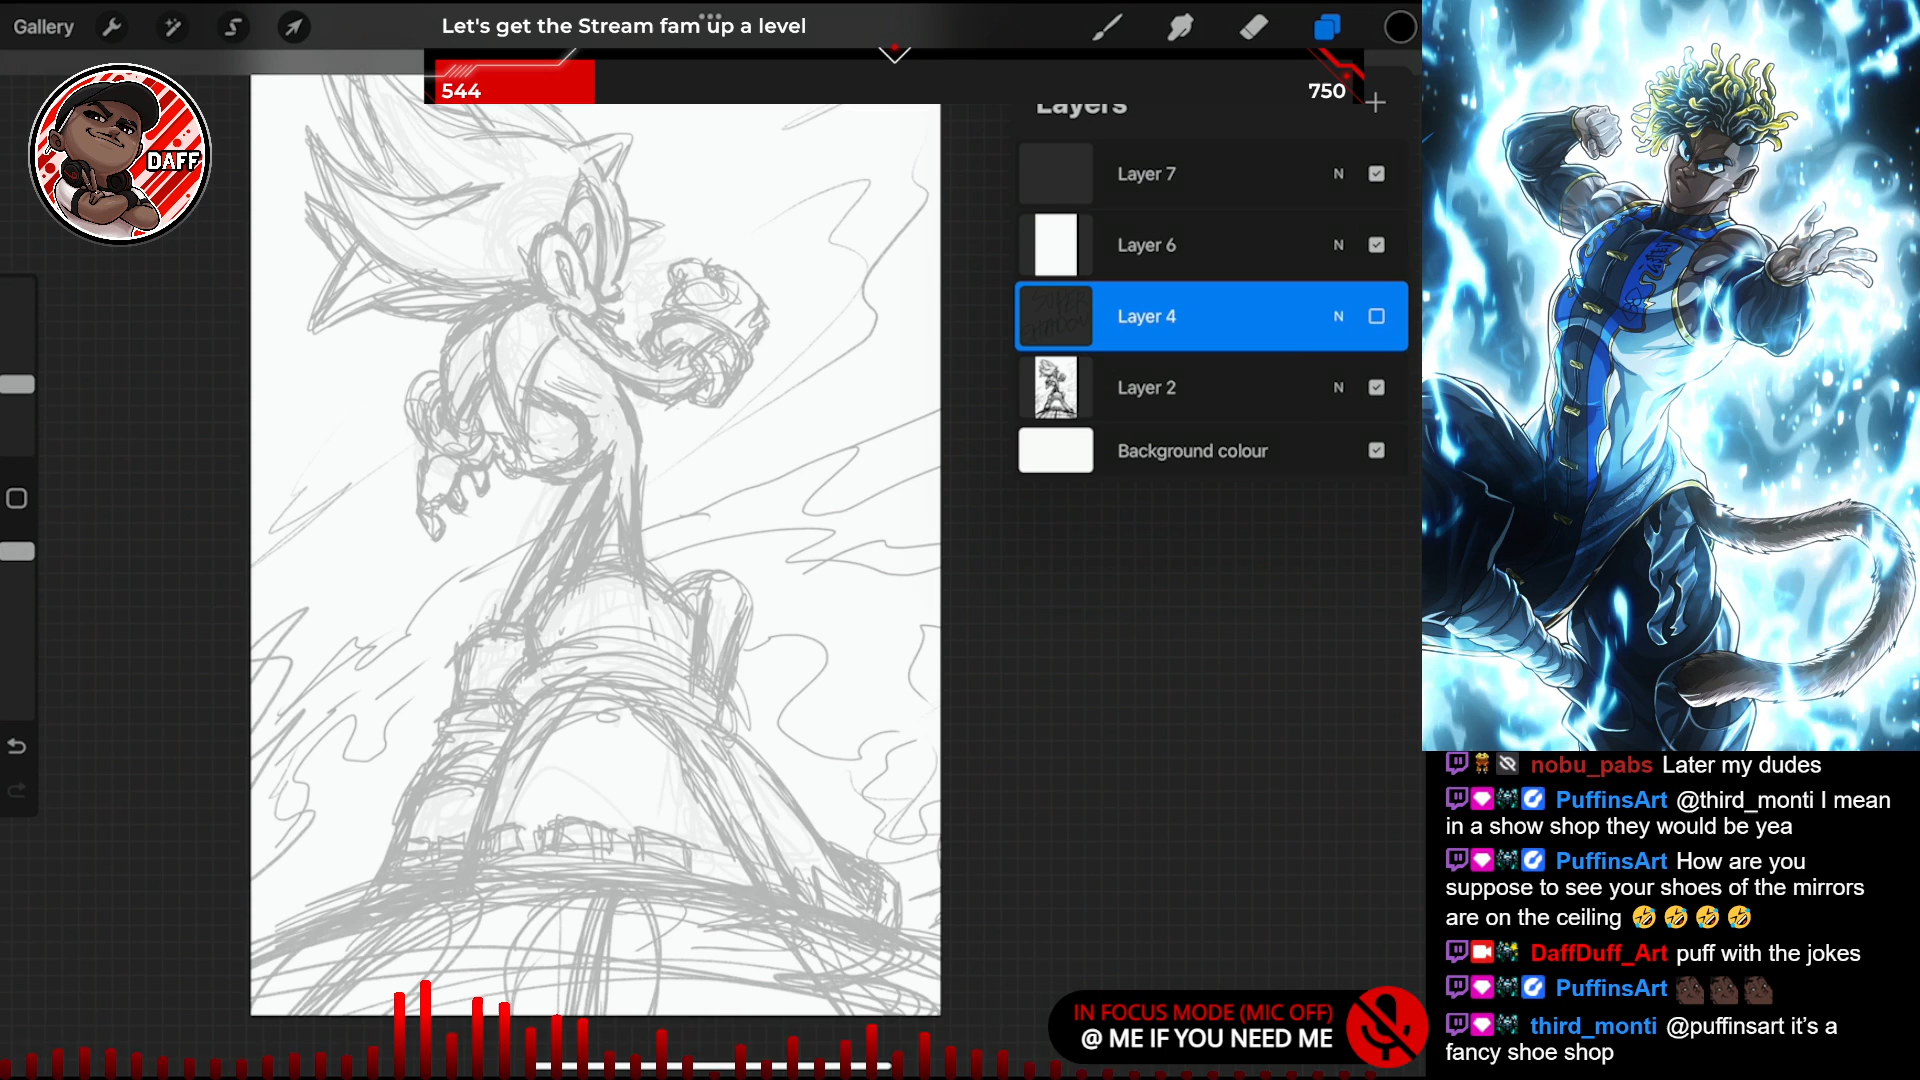 Gallery
Let's get the Stream fam up a level
544
750
DAFF
Layers
Layer 7
N
Layer 6
N
SUPER
SHADOW
Layer 4
N
Layer 2
N
Background colour
IN FOCUS MODE (MIC OFF)
@ ME IF YOU NEED ME
nobu_pabs Later my dudes
PuffinsArt @third_monti I mean
in a show shop they would be yea
PuffinsArt How are you
suppose to see your shoes of the mirrors
are on the ceiling 🤣 🤣 🤣 🤣
DaffDuff_Art puff with the jokes
PuffinsArt
third_monti @puffinsart it’s a
fancy shoe shop